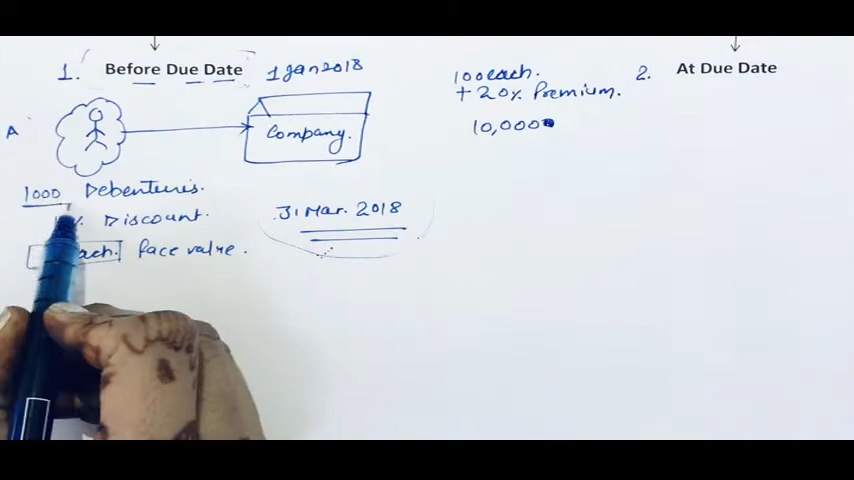 1. Before Due Date 1 Jan 2018
A
Company.
1000 Debentures.
% Discount.
ach. face value.
31 Mar. 2018
100 each.
+ 20% Premium.
10,000
2. At Due Date